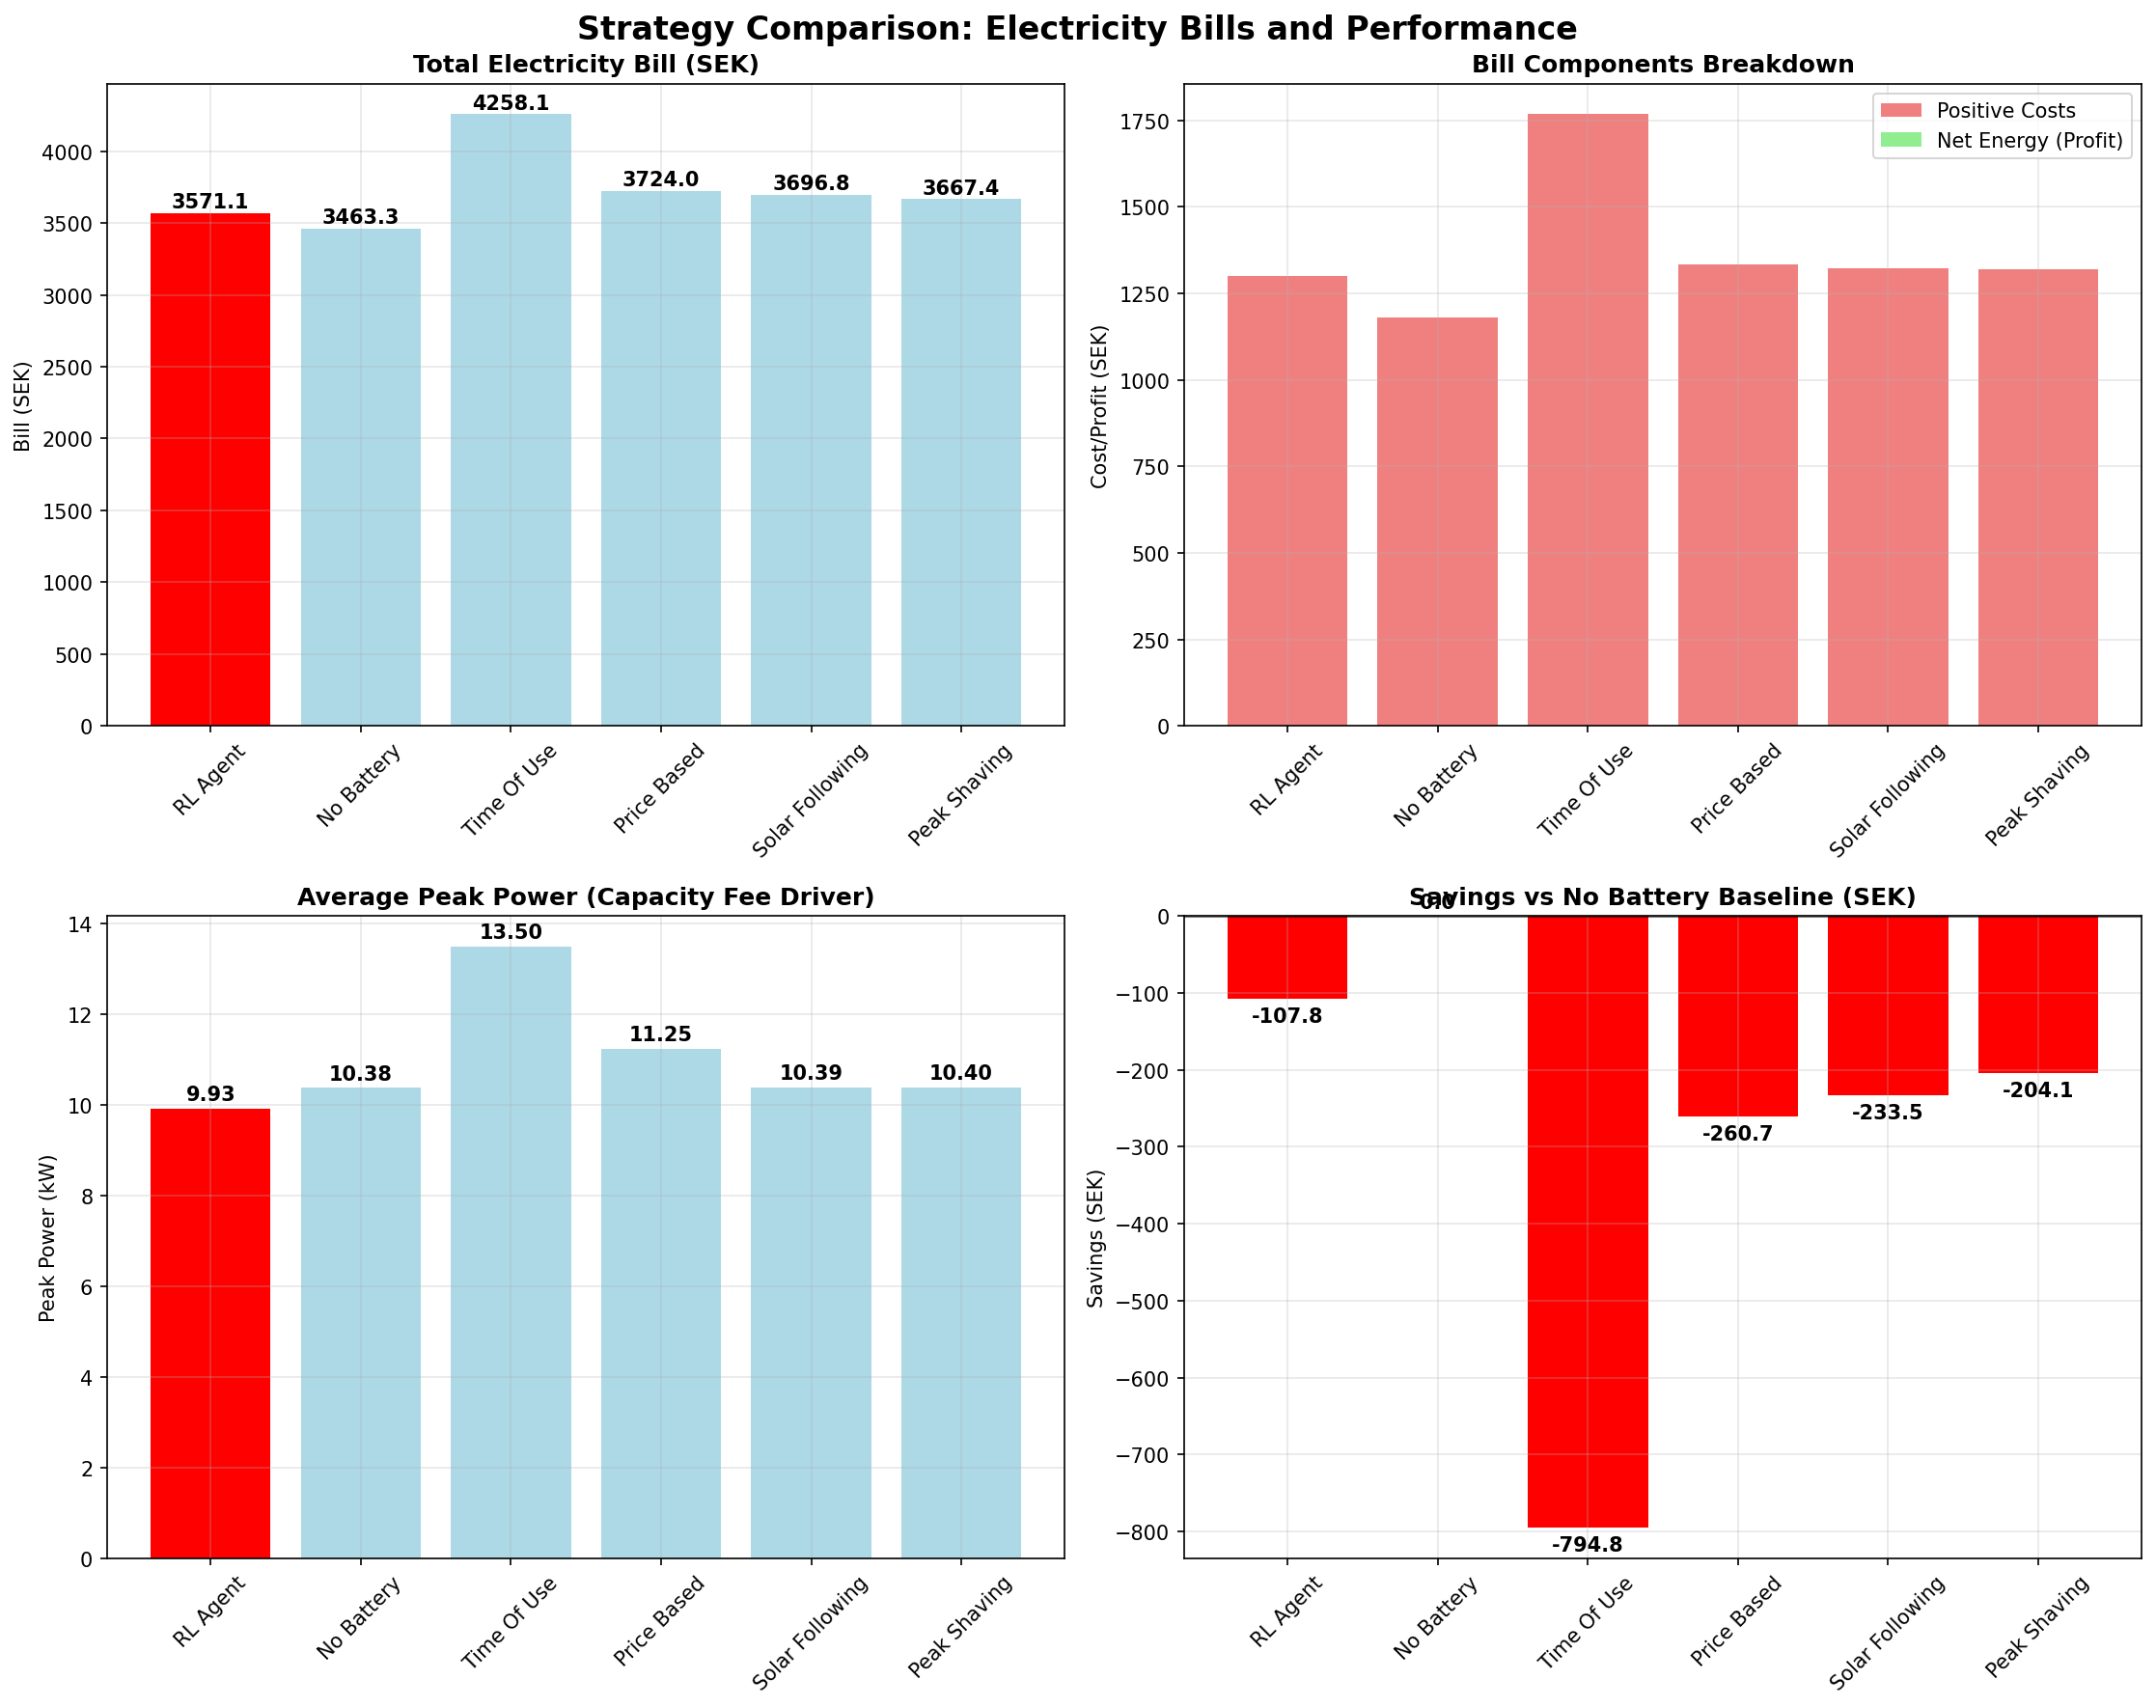 Strategy Comparison: Electricity Bills and Performance
Total Electricity Bill (SEK)
Bill (SEK)
4000
3500
3000
2500
2000
1500
1000
500
0
3571.1
3463.3
4258.1
3724.0
3696.8
3667.4
RL Agent
No Battery
Time Of Use
Price Based
Solar Following
Peak Shaving
Bill Components Breakdown
Cost/Profit (SEK)
1750
1500
1250
1000
750
500
250
0
Positive Costs
Net Energy (Profit)
RL Agent
No Battery
Time Of Use
Price Based
Solar Following
Peak Shaving
Average Peak Power (Capacity Fee Driver)
Peak Power (kW)
14
12
10
8
6
4
2
0
9.93
10.38
13.50
11.25
10.39
10.40
RL Agent
No Battery
Time Of Use
Price Based
Solar Following
Peak Shaving
Savings vs No Battery Baseline (SEK)
Savings (SEK)
0
−100
−200
−300
−400
−500
−600
−700
−800
-107.8
0.0
-794.8
-260.7
-233.5
-204.1
RL Agent
No Battery
Time Of Use
Price Based
Solar Following
Peak Shaving